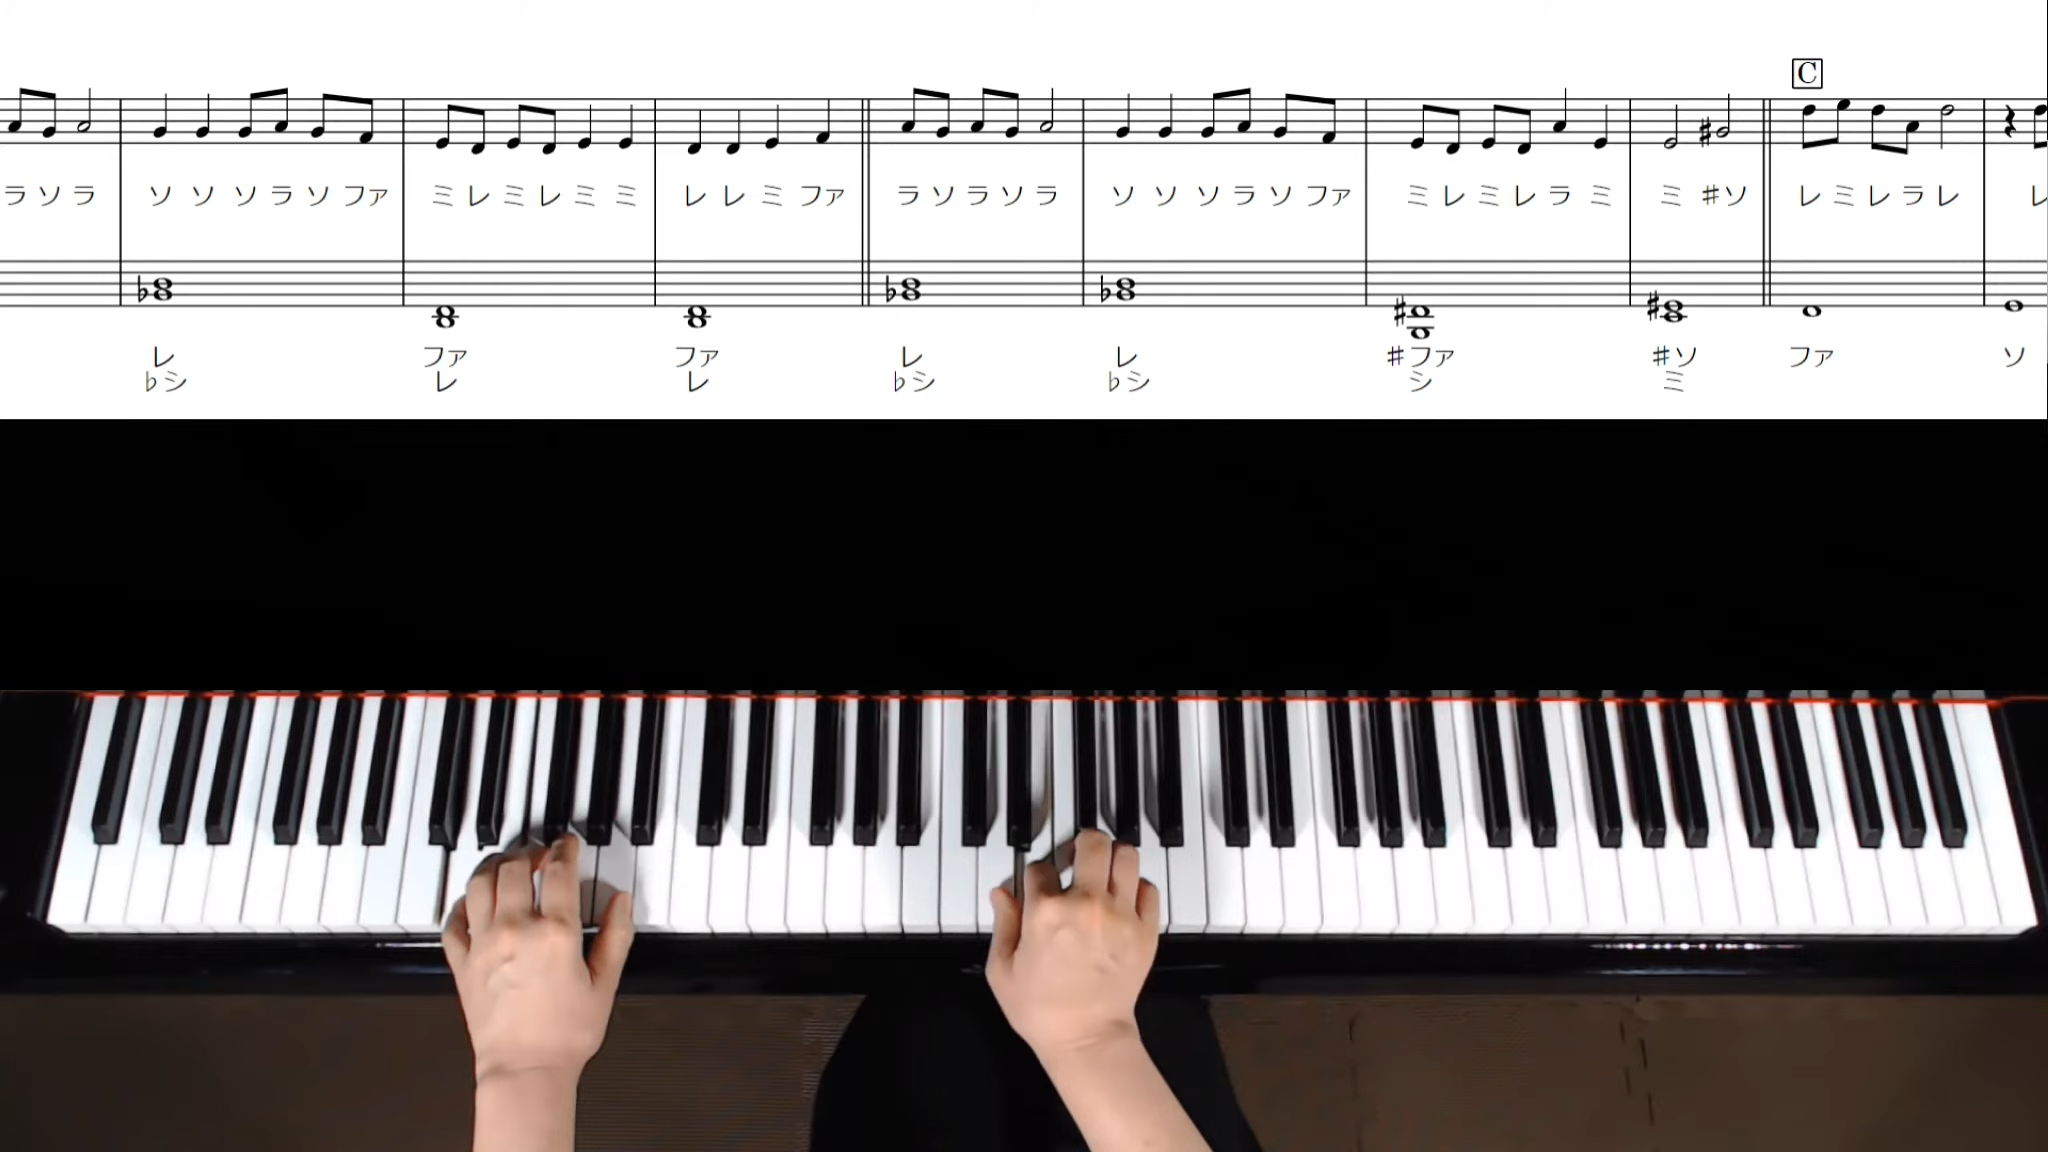 C
ラ ソ ラ ソ ソ ソ ラ ソ ファ ミ レ ミ レ ミ ミ レ レ ミ ファ ラ ソ ラ ソ ラ ソ ソ ソ ラ ソ ファ ミ レ ミ レ ラ ミ ミ ♯ソ レ ミ レ ラ レ レ
レ ファ ファ レ レ ♯ファ ♯ソ ファ ソ
♭シ レ レ ♭シ ♭シ シ ミ